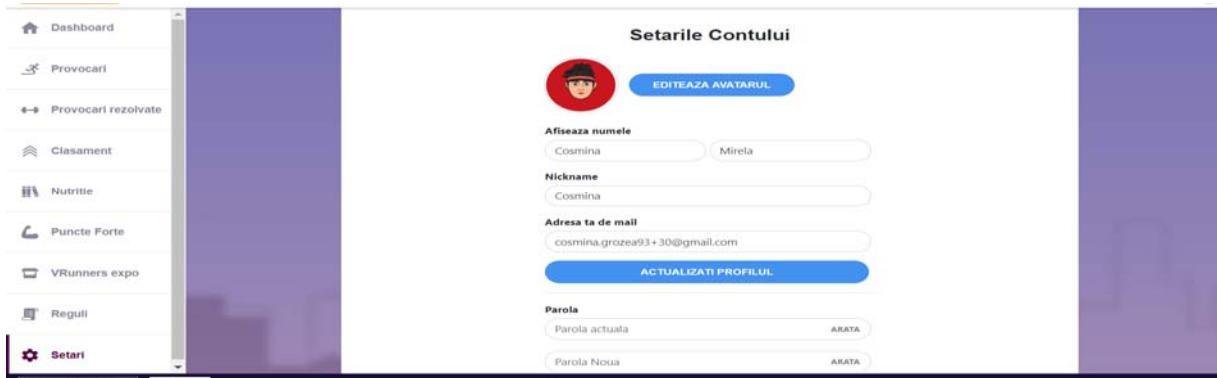 Dashboard
Provocari
Provocari rezolvate
Clasament
Nutritie
Puncte Forte
VRunners expo
Reguli
Setari
Setarile Contului
EDITEAZA AVATARUL
Afiseaza numele
Cosmina Mirela
Nickname
Cosmina
Adresa ta de mail
cosmina.grozea93+30@gmail.com
ACTUALIZATI PROFILUL
Parola
Parola actuala ARATA
Parola Noua ARATA